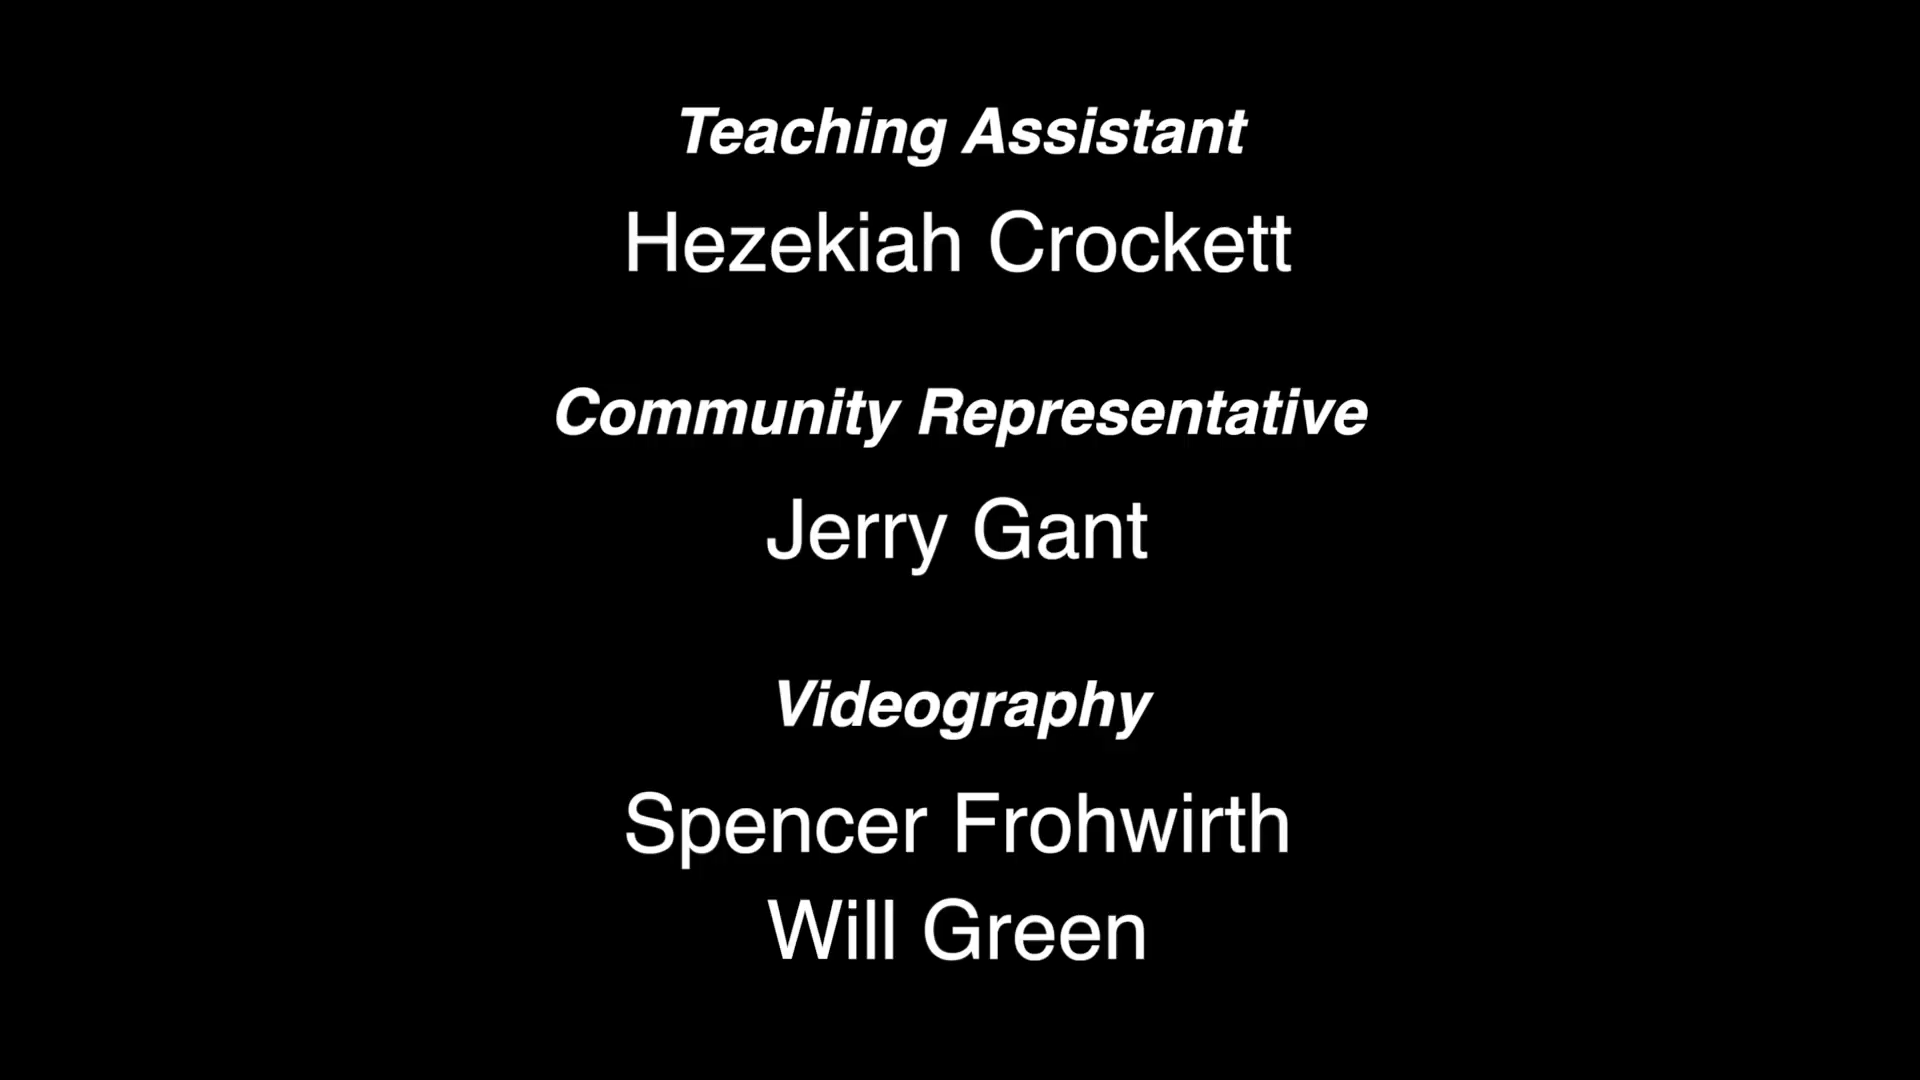 Teaching Assistant
Hezekiah Crockett
Community Representative
Jerry Gant
Videography
Spencer Frohwirth
Will Green